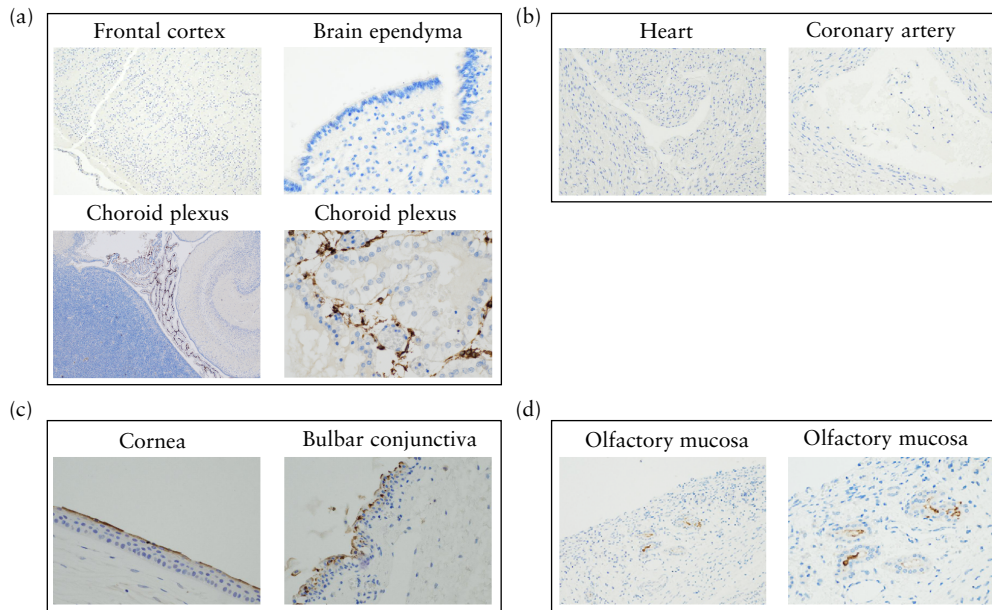 (a)
Frontal cortex
Brain ependyma
Choroid plexus
Choroid plexus
(b)
Heart
Coronary artery
(c)
Cornea
Bulbar conjunctiva
(d)
Olfactory mucosa
Olfactory mucosa